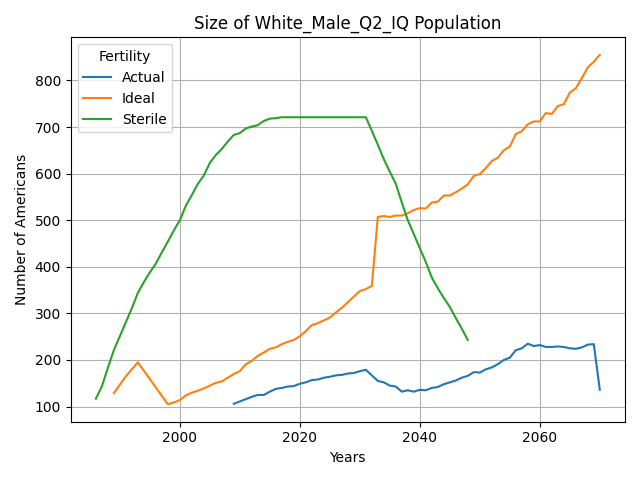 Size of White_Male_Q2_IQ Population
Fertility
Actual
Ideal
Sterile
Number of Americans
800
700
600
500
400
300
200
100
2000
2020
2040
2060
Years